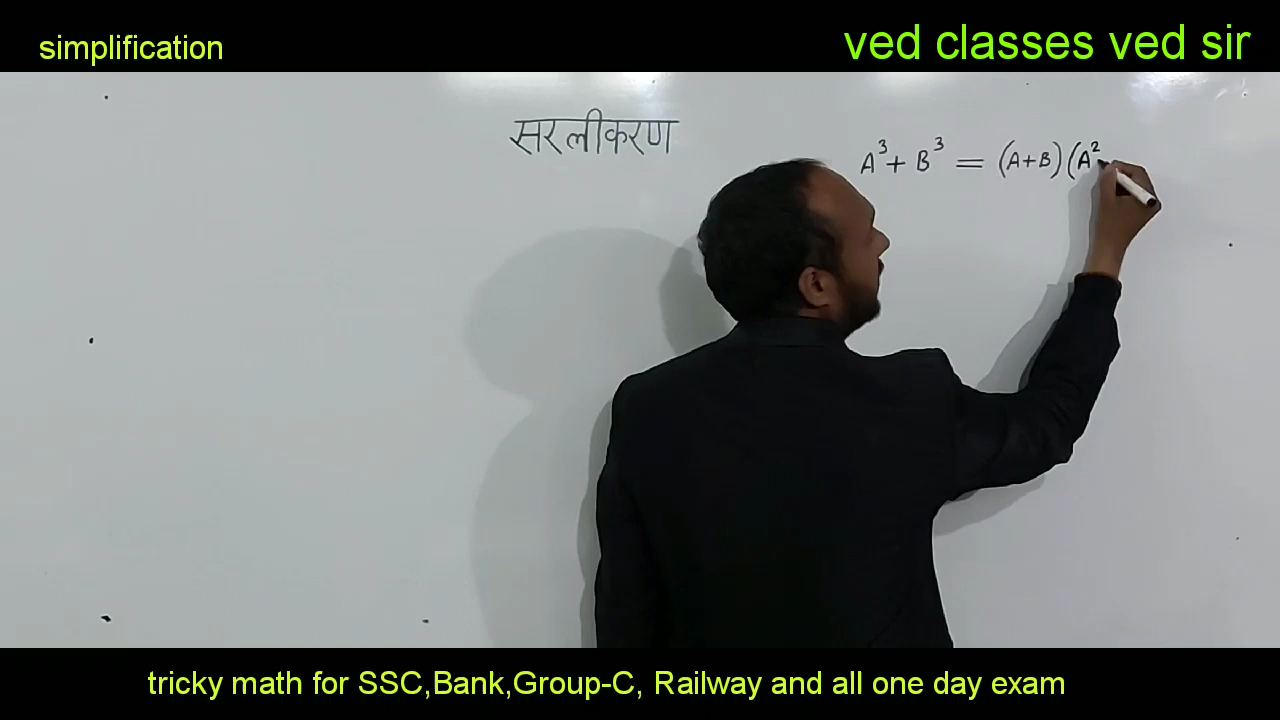 simplification
ved classes ved sir
सरलीकरण
A³ + B³ = (A+B)(A²
tricky math for SSC,Bank,Group-C, Railway and all one day exam